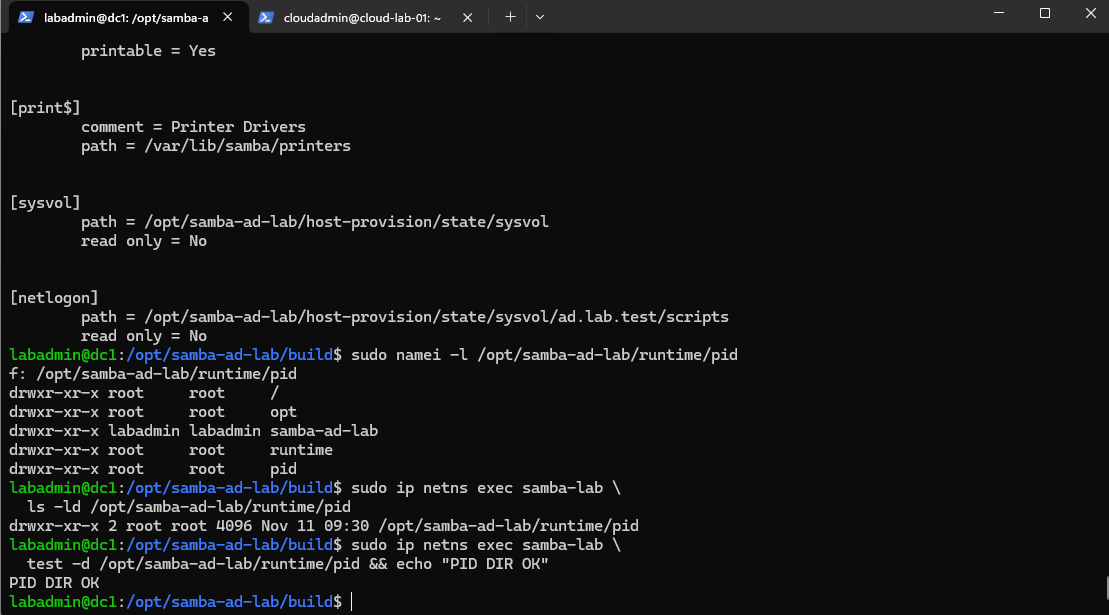 labadmin@dc1: /opt/samba-a
cloudadmin@cloud-lab-01: ~
        printable = Yes
[print$]
        comment = Printer Drivers
        path = /var/lib/samba/printers
[sysvol]
        path = /opt/samba-ad-lab/host-provision/state/sysvol
        read only = No
[netlogon]
        path = /opt/samba-ad-lab/host-provision/state/sysvol/ad.lab.test/scripts
        read only = No
labadmin@dc1:/opt/samba-ad-lab/build$ sudo namei -l /opt/samba-ad-lab/runtime/pid
f: /opt/samba-ad-lab/runtime/pid
drwxr-xr-x root     root     /
drwxr-xr-x root     root     opt
drwxr-xr-x labadmin labadmin samba-ad-lab
drwxr-xr-x root     root     runtime
drwxr-xr-x root     root     pid
labadmin@dc1:/opt/samba-ad-lab/build$ sudo ip netns exec samba-lab \
  ls -ld /opt/samba-ad-lab/runtime/pid
drwxr-xr-x 2 root root 4096 Nov 11 09:30 /opt/samba-ad-lab/runtime/pid
labadmin@dc1:/opt/samba-ad-lab/build$ sudo ip netns exec samba-lab \
  test -d /opt/samba-ad-lab/runtime/pid && echo "PID DIR OK"
PID DIR OK
labadmin@dc1:/opt/samba-ad-lab/build$